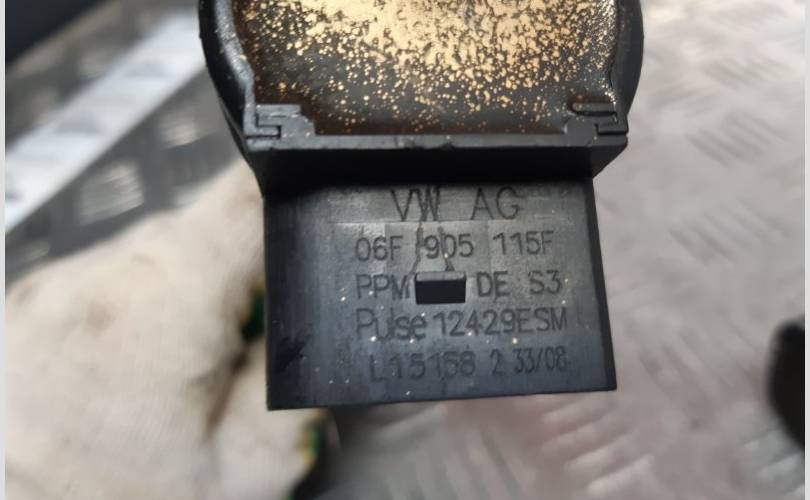 VW AG
06F 905 115F
PPM DE S3
Pulse 12429ESM
L15158 2 33/08